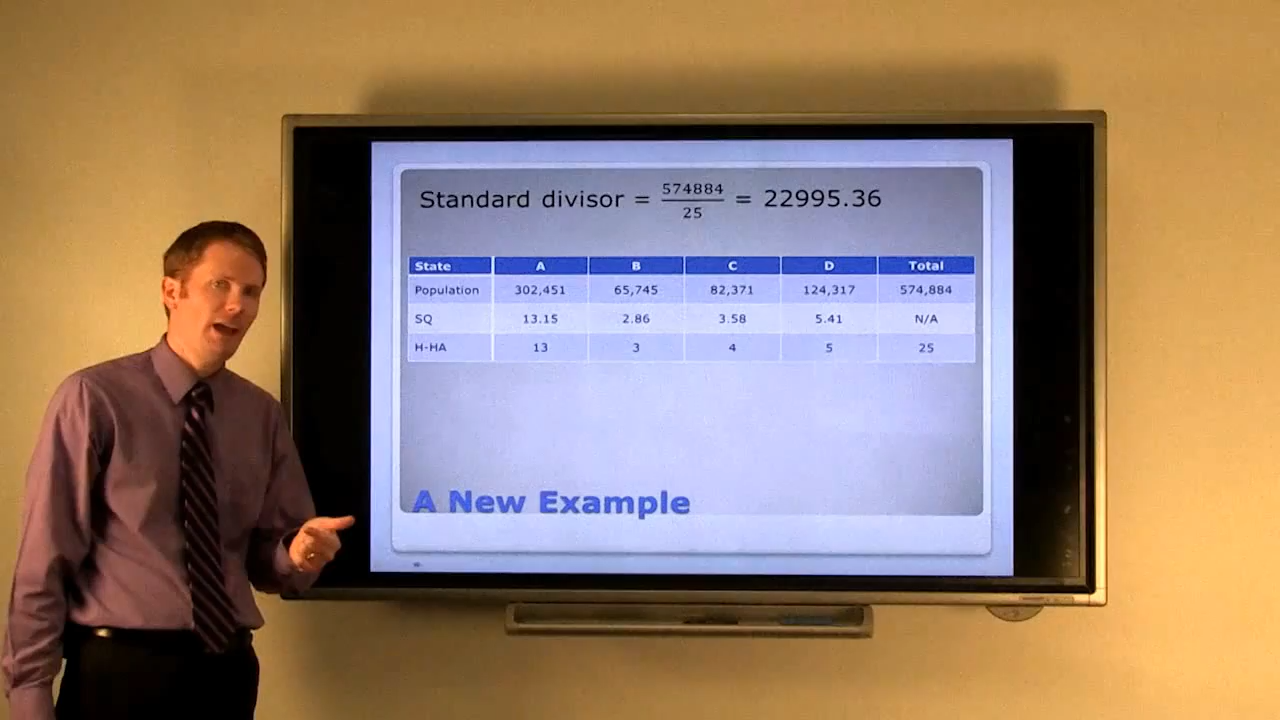 Standard divisor = 574884/25 = 22995.36
State A B C D Total
Population 302,451 65,745 82,371 124,317 574,884
SQ 13.15 2.86 3.58 5.41 N/A
H-HA 13 3 4 5 25
A New Example